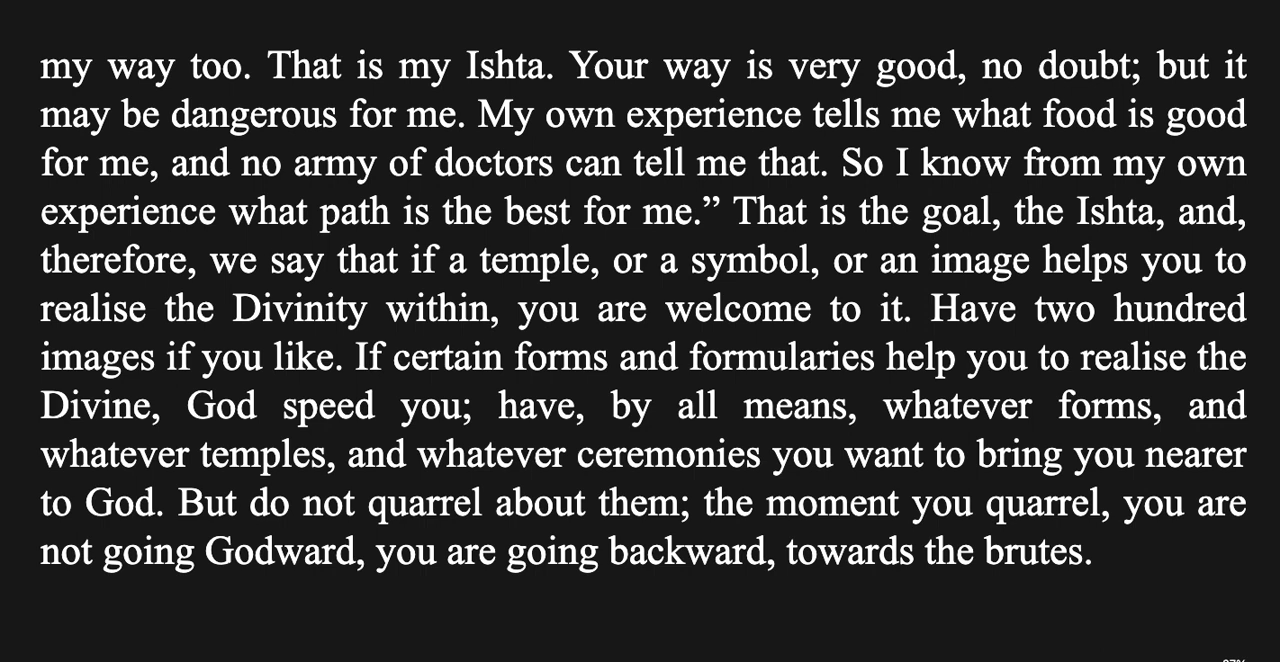 my way too. That is my Ishta. Your way is very good, no doubt; but it
may be dangerous for me. My own experience tells me what food is good
for me, and no army of doctors can tell me that. So I know from my own
experience what path is the best for me.” That is the goal, the Ishta, and,
therefore, we say that if a temple, or a symbol, or an image helps you to
realise the Divinity within, you are welcome to it. Have two hundred
images if you like. If certain forms and formularies help you to realise the
Divine, God speed you; have, by all means, whatever forms, and
whatever temples, and whatever ceremonies you want to bring you nearer
to God. But do not quarrel about them; the moment you quarrel, you are
not going Godward, you are going backward, towards the brutes.